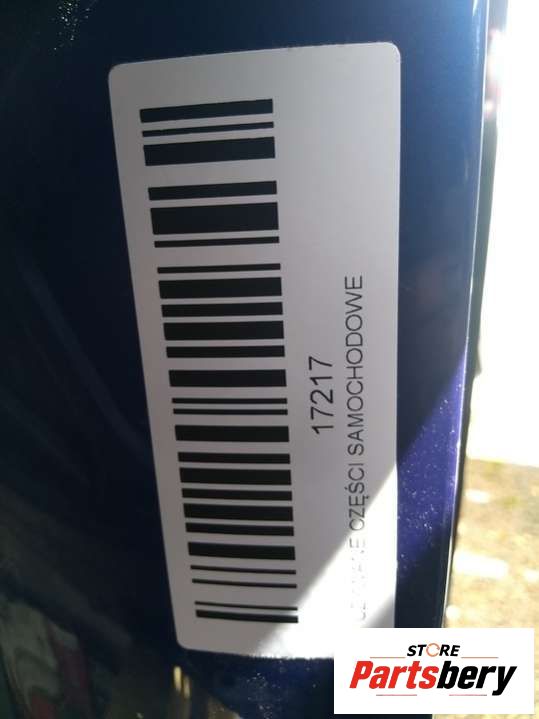 17217
CZĘŚCI SAMOCHODOWE
STORE
Partsbery